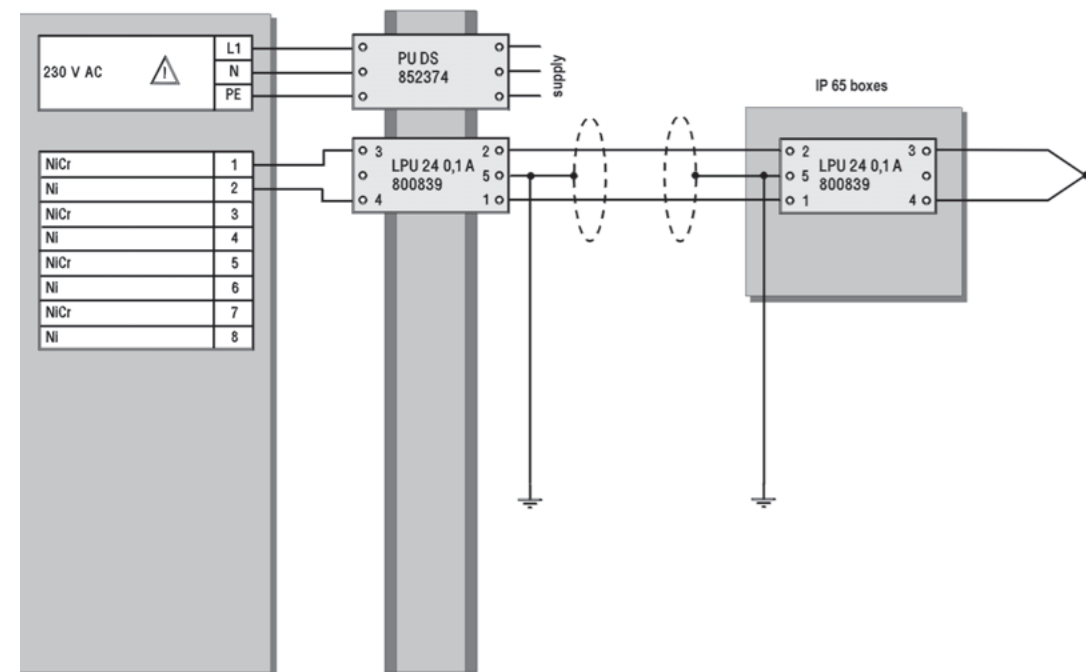 230 V AC
L1
N
PE
PU DS
852374
supply
IP 65 boxes
NiCr 1
Ni 2
NiCr 3
Ni 4
NiCr 5
Ni 6
NiCr 7
Ni 8
3 2
LPU 24 0,1 A
5
800839
4 1
2 3
LPU 24 0,1 A
5
800839
1 4